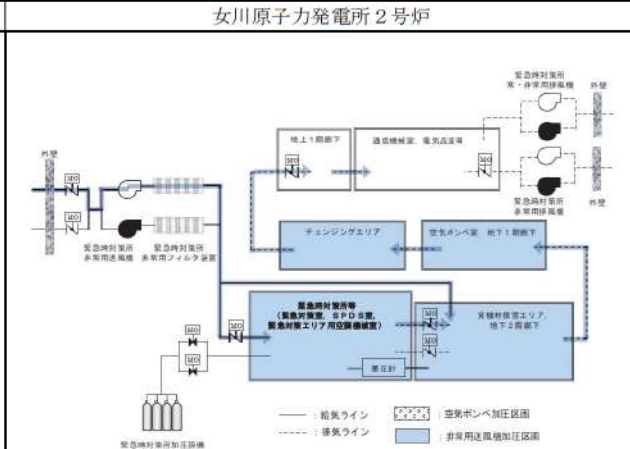 女川原子力発電所２号炉
緊急時対策所
常・非常用排風機
外壁
外壁
MO
地上１階廊下
MO
通信機械室、電気品室等
MO
緊急時対策所
非常用排風機
外壁
MO
緊急時対策所
非常用送風機
緊急時対策所
非常用フィルタ装置
チェンジングエリア
空気ボンベ室 地下１階廊下
緊急時対策所等
(緊急対策室、ＳＰＤＳ室、
緊急対策エリア用空調機械室)
MO
MO
MO
資機材保管エリア、
地下２階廊下
MO
MO
差圧計
緊急時対策所加圧設備
：給気ライン
：排気ライン
：空気ボンベ加圧区画
：非常用送風機加圧区画